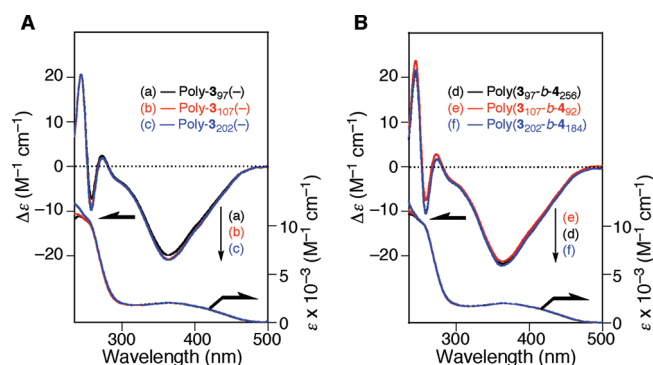 A
(a) — Poly-3₉₇(–)
(b) — Poly-3₁₀₇(–)
(c) — Poly-3₂₀₂(–)
20
10
0
–10
–20
Δε (M⁻¹ cm⁻¹)
(a)
(b)
(c)
10
5
0
ε x 10⁻³ (M⁻¹ cm⁻¹)
300
400
500
Wavelength (nm)
B
(d) — Poly(3₉₇-b-4₂₅₆)
(e) — Poly(3₁₀₇-b-4₉₂)
(f) — Poly(3₂₀₂-b-4₁₈₄)
20
10
0
–10
–20
Δε (M⁻¹ cm⁻¹)
(e)
(d)
(f)
10
5
0
ε x 10⁻³ (M⁻¹ cm⁻¹)
300
400
500
Wavelength (nm)